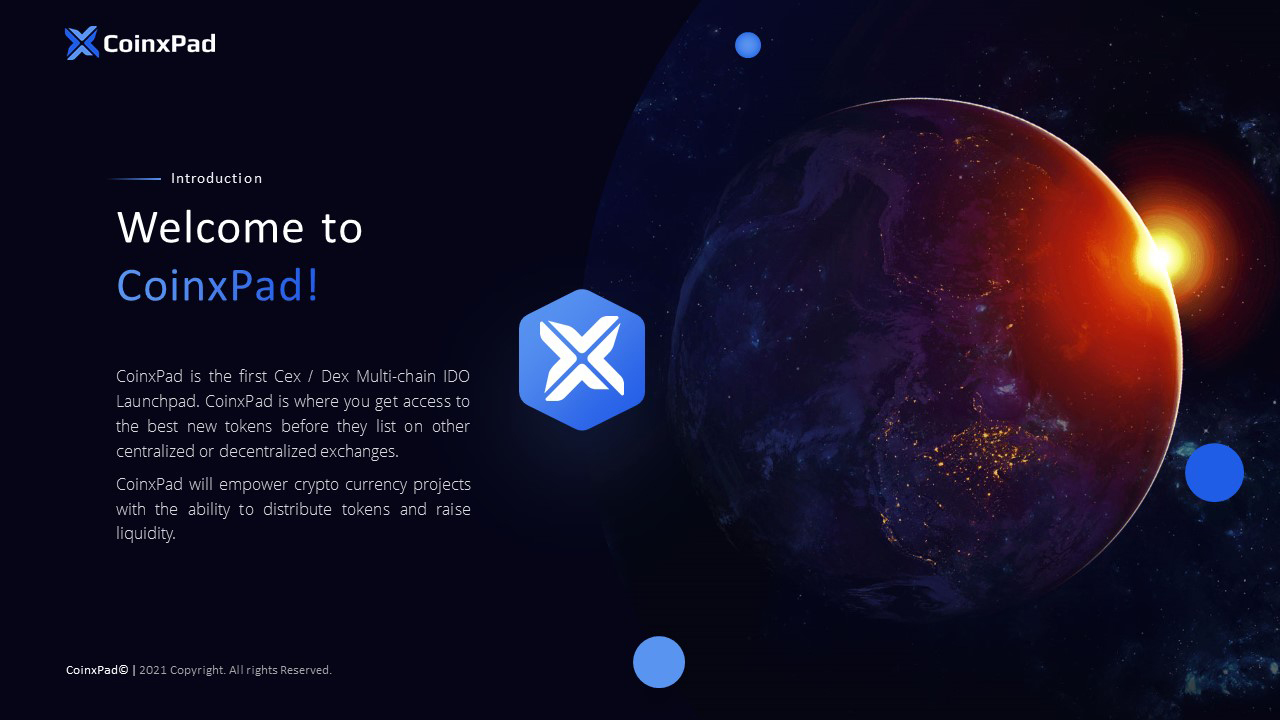 CoinxPad
Introduction
Welcome to
CoinxPad!
CoinxPad is the first Cex / Dex Multi-chain IDO
Launchpad. CoinxPad is where you get access to
the best new tokens before they list on other
centralized or decentralized exchanges.
CoinxPad will empower crypto currency projects
with the ability to distribute tokens and raise
liquidity.
CoinxPad© | 2021 Copyright. All rights Reserved.